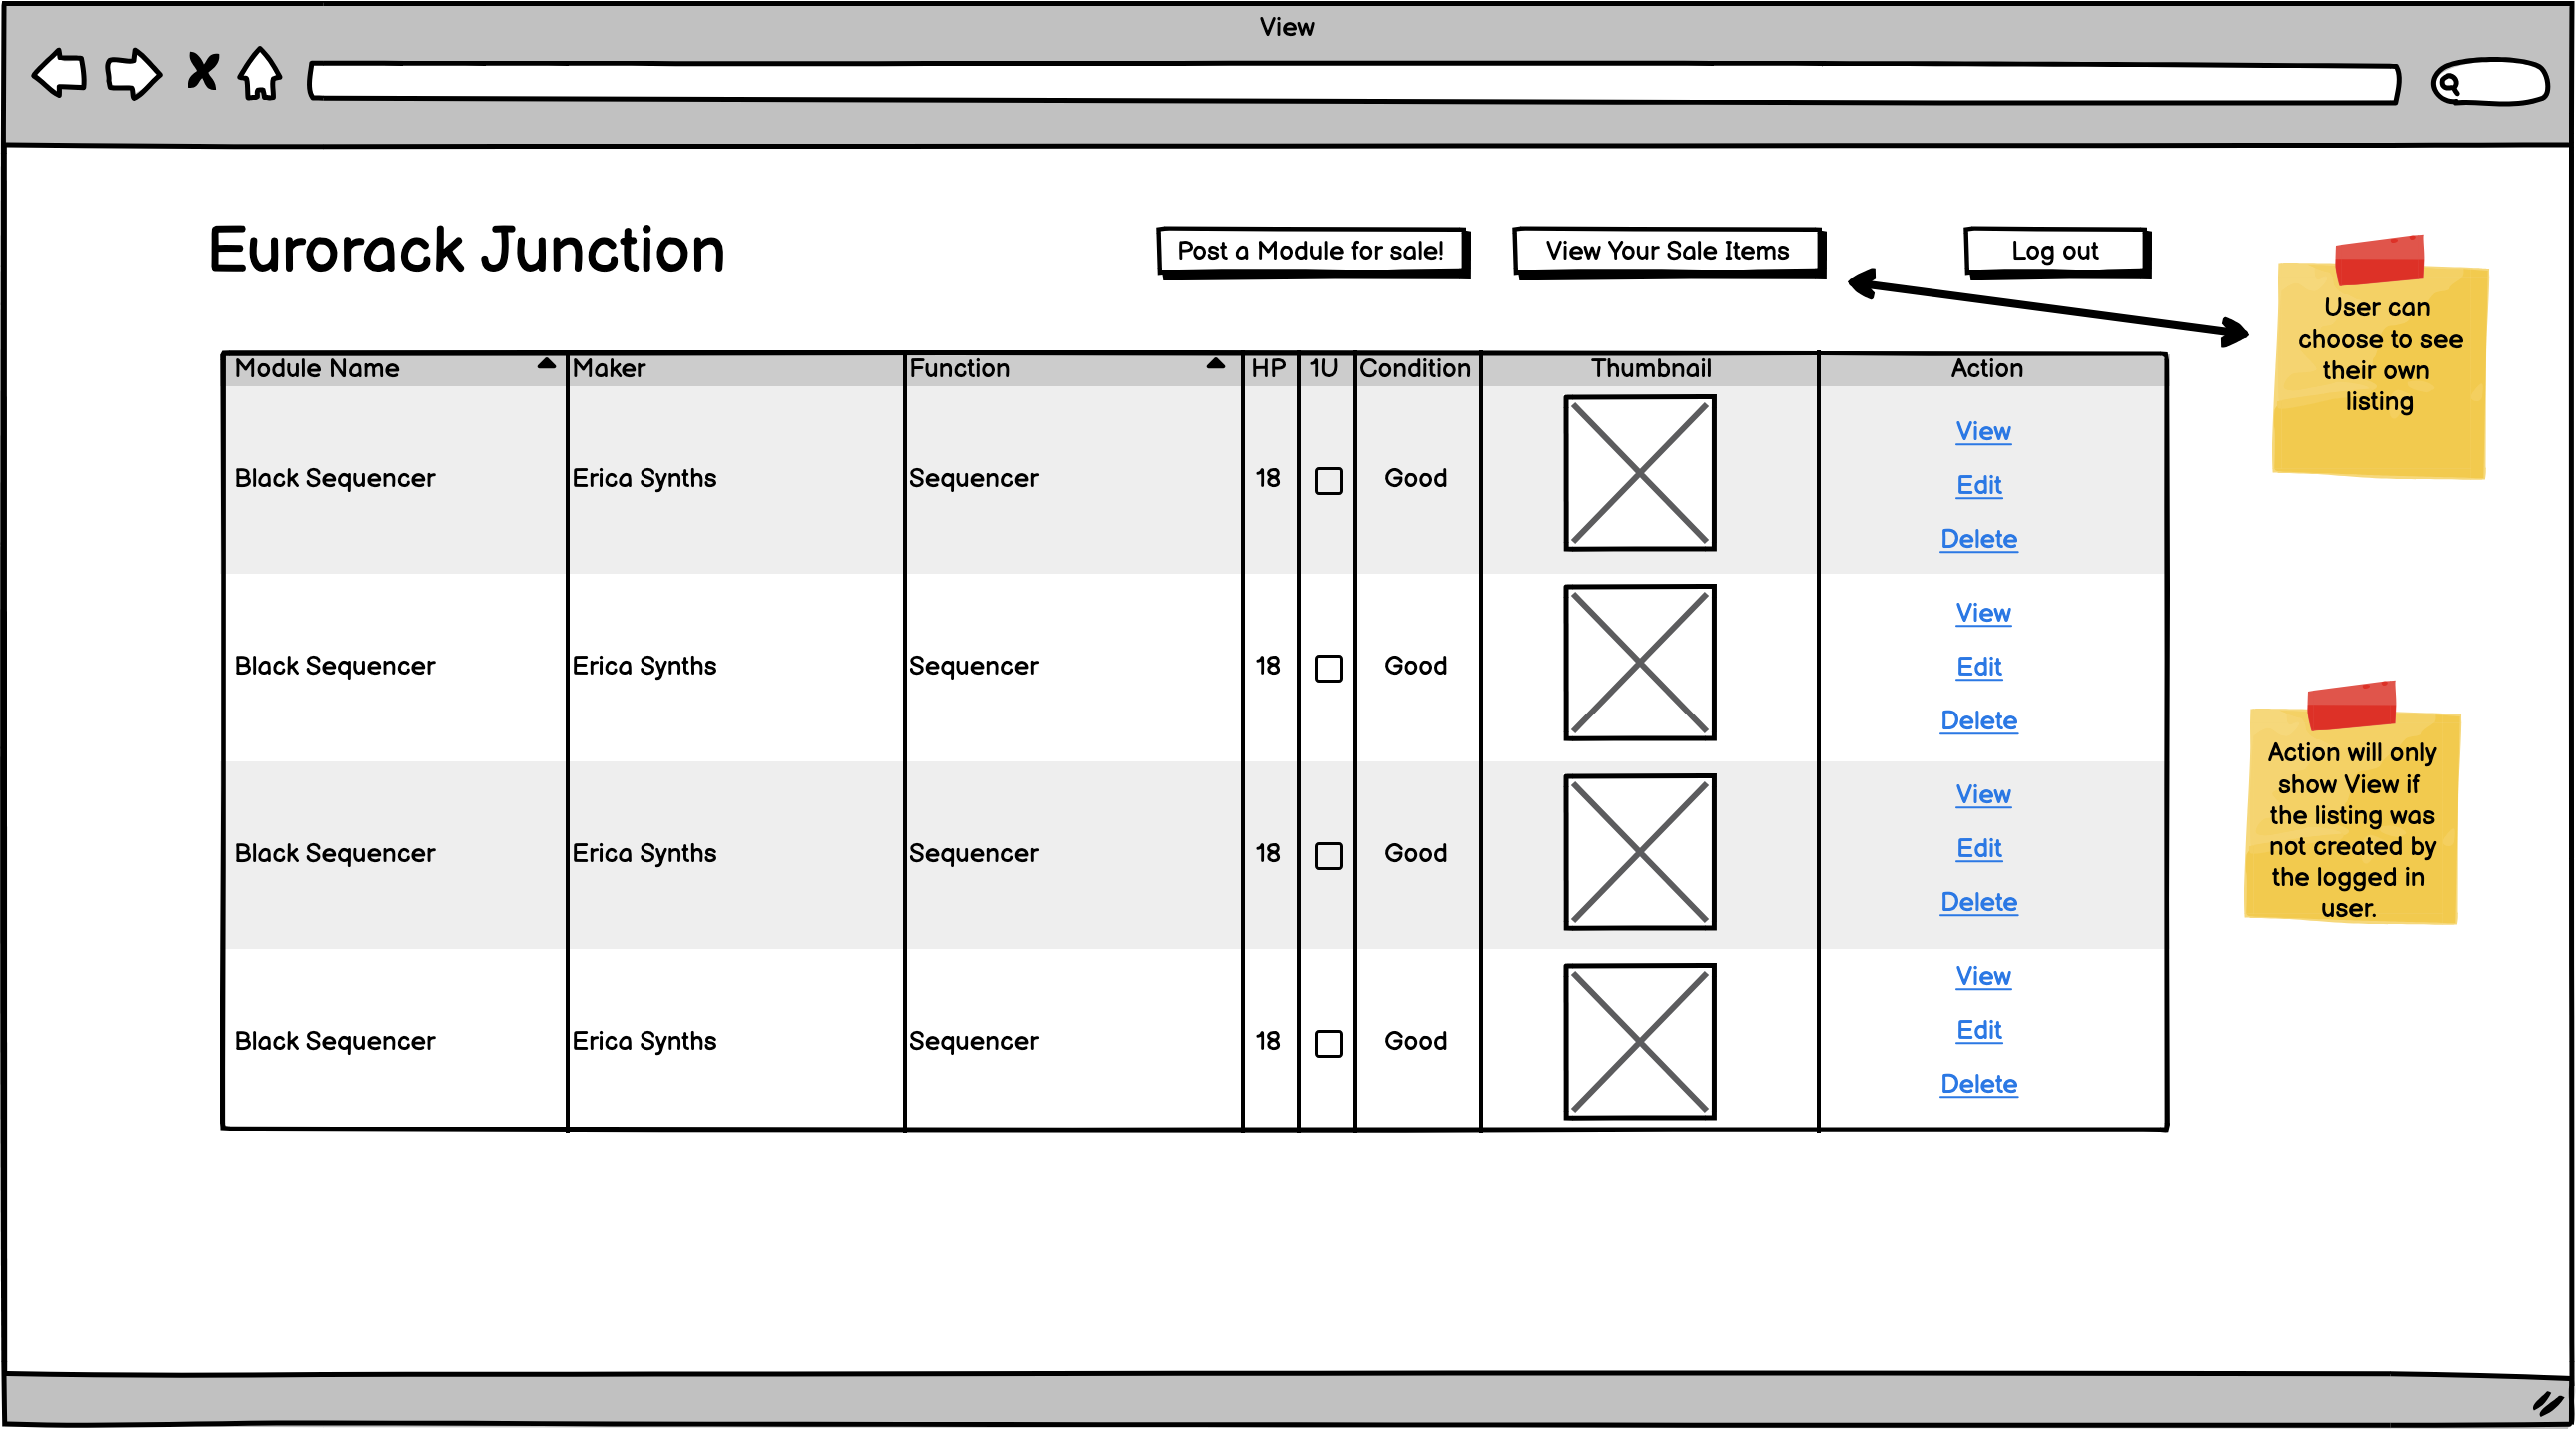 View
Eurorack Junction
Post a Module for sale!
View Your Sale Items
Log out
User can
choose to see
their own
listing
Module Name Maker Function HP 1U Condition Thumbnail Action
View
Black Sequencer Erica Synths Sequencer 18 Good
Edit
Delete
View
Black Sequencer Erica Synths Sequencer 18 Good
Edit
Delete
View
Black Sequencer Erica Synths Sequencer 18 Good
Edit
Delete
View
Black Sequencer Erica Synths Sequencer 18 Good
Edit
Delete
Action will only
show View if
the listing was
not created by
the logged in
user.